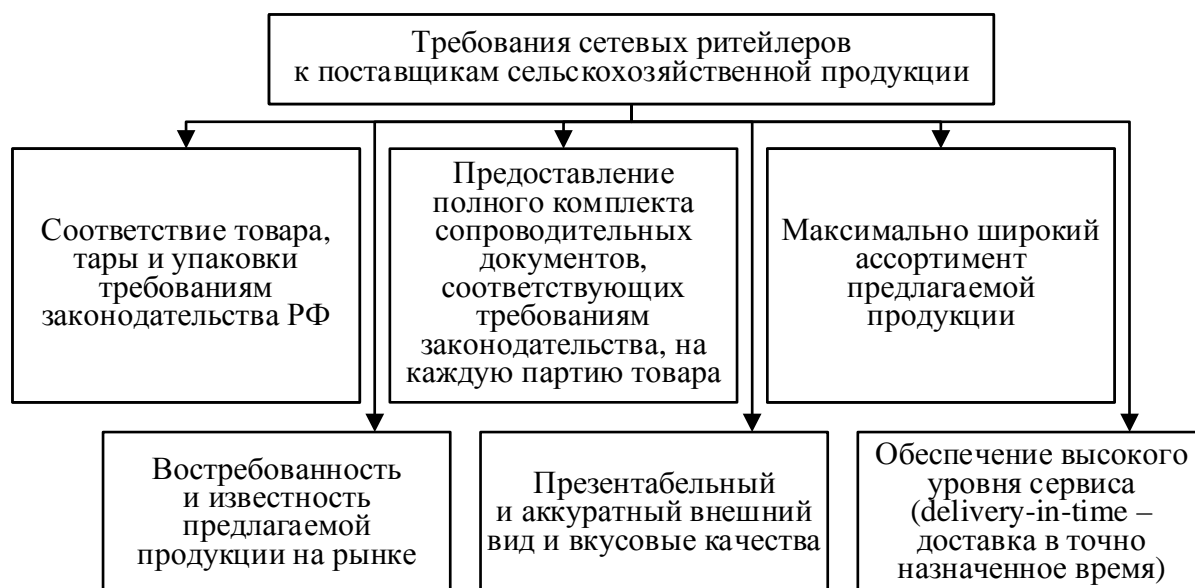 Требования сетевых ритейлеров
к поставщикам сельскохозяйственной продукции
Соответствие товара,
тары и упаковки
требованиям
законодательства РФ
Предоставление
полного комплекта
сопроводительных
документов,
соответствующих
требованиям
законодательства, на
каждую партию товара
Максимально широкий
ассортимент
предлагаемой
продукции
Востребованность
и известность
предлагаемой
продукции на рынке
Презентабельный
и аккуратный внешний
вид и вкусовые качества
Обеспечение высокого
уровня сервиса
(delivery-in-time –
доставка в точно
назначенное время)